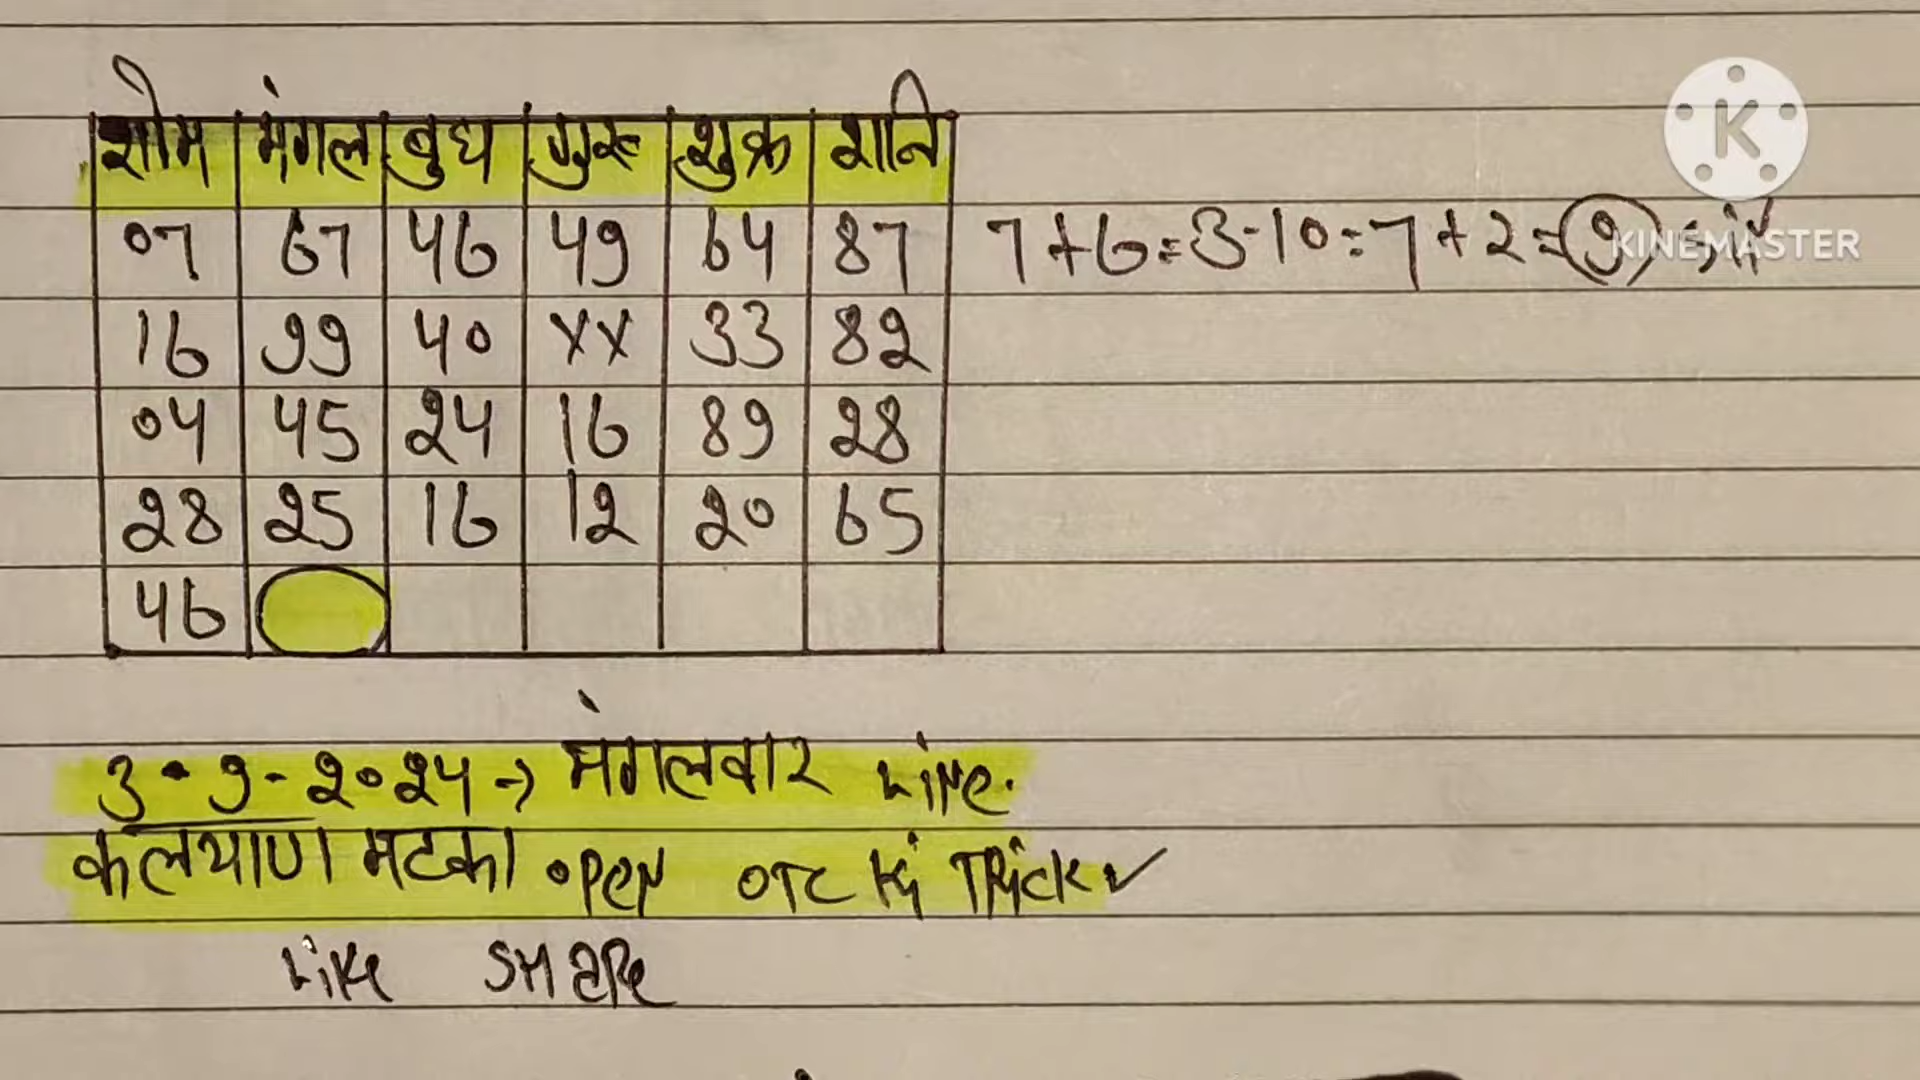 सोम मंगल बुध गुरु शुक्र शनि
07 67 46 49 64 87 7+6=3-10=7+2=9
16 99 40 XX 33 82
04 45 24 16 89 28
28 25 16 12 20 65
46
3-9-2024→ मंगलवार Line.
कल्याण मटका OPEN OTC Ki TRiCK ✓
Like SHARE
K
KINEMASTER